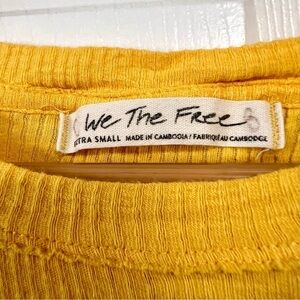 We The Free
EXTRA SMALL MADE IN CAMBODIA / FABRIQUÉ AU CAMBODGE